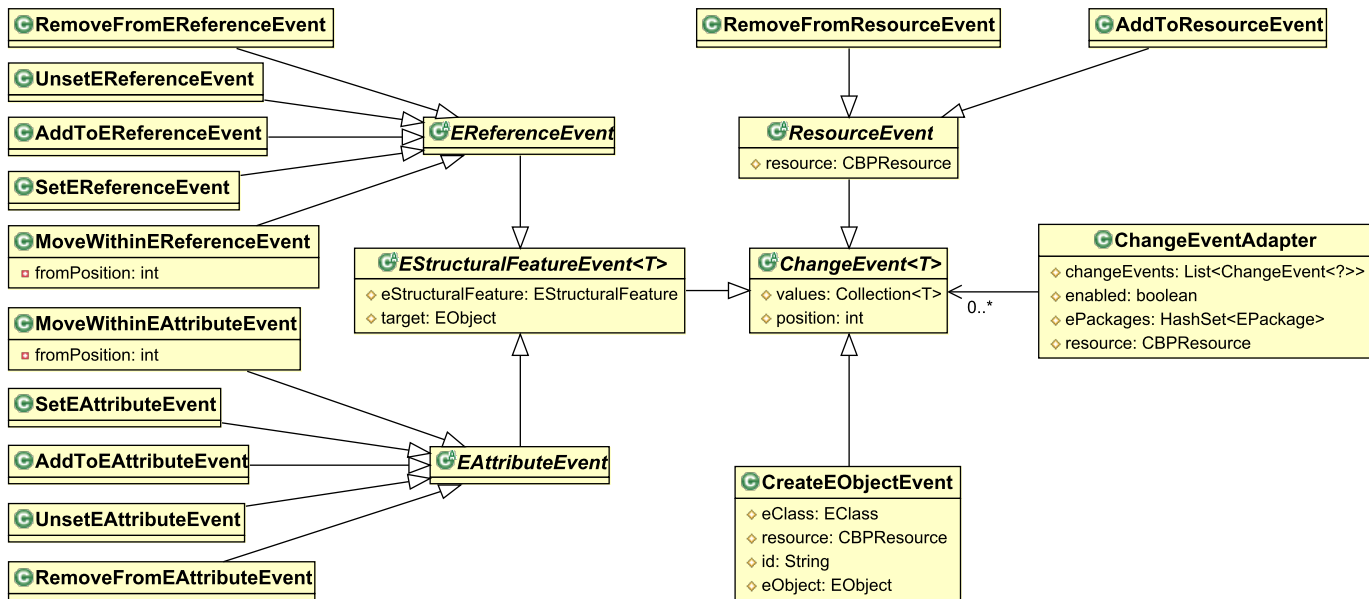 RemoveFromEReferenceEvent
UnsetEReferenceEvent
AddToEReferenceEvent
SetEReferenceEvent
MoveWithinEReferenceEvent
fromPosition: int
MoveWithinEAttributeEvent
fromPosition: int
SetEAttributeEvent
AddToEAttributeEvent
UnsetEAttributeEvent
RemoveFromEAttributeEvent
EReferenceEvent
EStructuralFeatureEvent<T>
eStructuralFeature: EStructuralFeature
target: EObject
EAttributeEvent
RemoveFromResourceEvent
AddToResourceEvent
ResourceEvent
resource: CBPResource
ChangeEvent<T>
values: Collection<T>
position: int
0..*
ChangeEventAdapter
changeEvents: List<ChangeEvent<?>>
enabled: boolean
ePackages: HashSet<EPackage>
resource: CBPResource
CreateEObjectEvent
eClass: EClass
resource: CBPResource
id: String
eObject: EObject